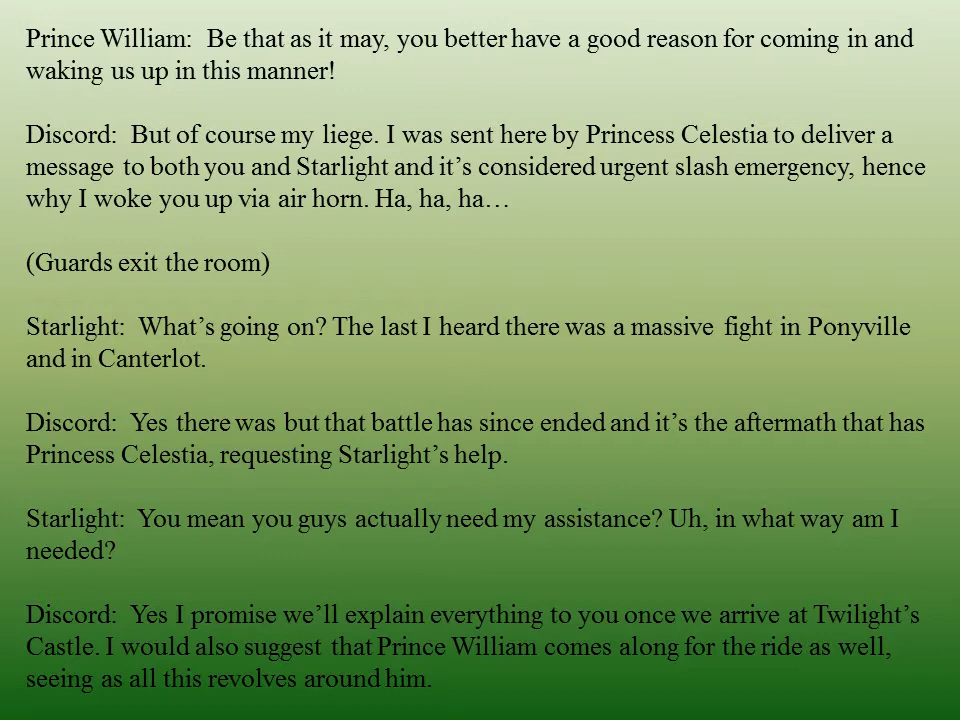 Prince William:  Be that as it may, you better have a good reason for coming in and
waking us up in this manner!
Discord:  But of course my liege. I was sent here by Princess Celestia to deliver a
message to both you and Starlight and it’s considered urgent slash emergency, hence
why I woke you up via air horn. Ha, ha, ha…
(Guards exit the room)
Starlight:  What’s going on? The last I heard there was a massive fight in Ponyville
and in Canterlot.
Discord:  Yes there was but that battle has since ended and it’s the aftermath that has
Princess Celestia, requesting Starlight’s help.
Starlight:  You mean you guys actually need my assistance? Uh, in what way am I
needed?
Discord:  Yes I promise we’ll explain everything to you once we arrive at Twilight’s
Castle. I would also suggest that Prince William comes along for the ride as well,
seeing as all this revolves around him.